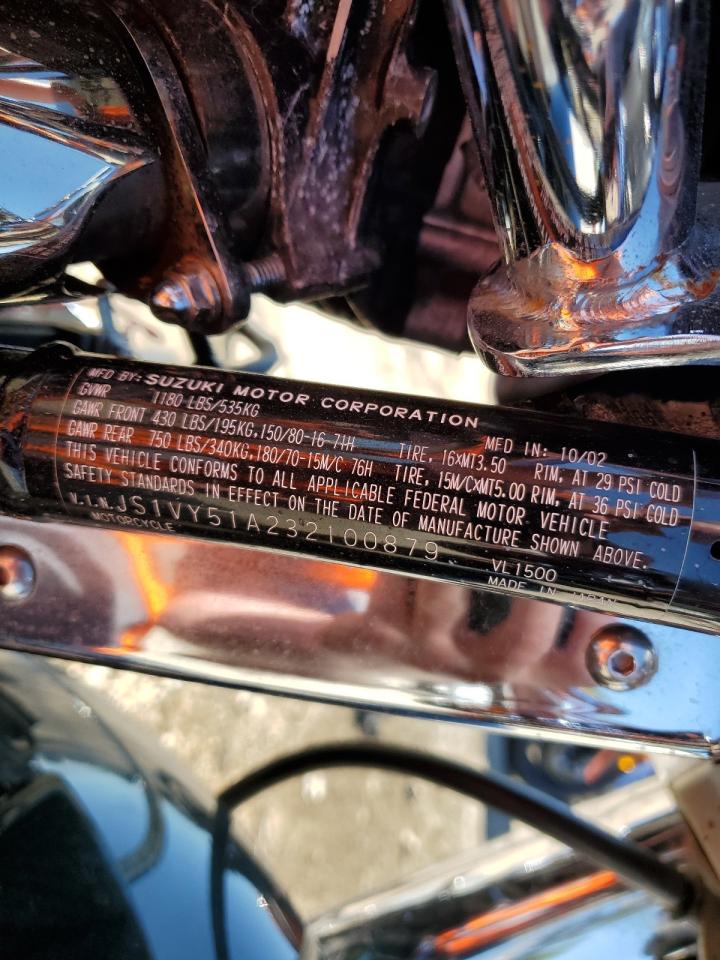 MFD BY: SUZUKI MOTOR CORPORATION
GVWR 1180 LBS/535KG MFD IN: 10/02
GAWR FRONT 430 LBS/195KG,150/80-16 71H TIRE, 16xMT3.50 RIM, AT 29 PSI COLD
GAWR REAR 750 LBS/340KG,180/70-15M/C 76H TIRE, 15M/CxMT5.00 RIM, AT 36 PSI COLD
THIS VEHICLE CONFORMS TO ALL APPLICABLE FEDERAL MOTOR VEHICLE
SAFETY STANDARDS IN EFFECT ON THE DATE OF MANUFACTURE SHOWN ABOVE.
V.I.N.JS1VY51A232100879 VL1500
MOTORCYCLE MADE IN JAPAN